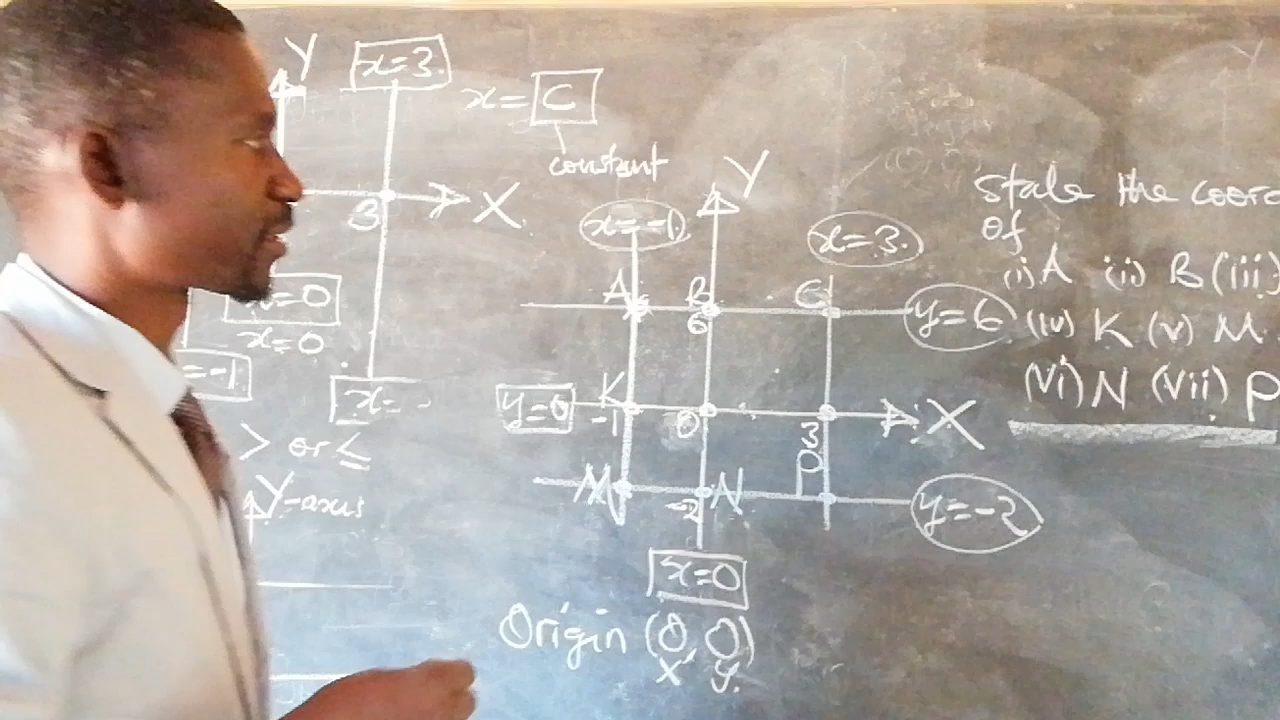 Y
x=3.
x=C
constant
X
3
x=0
=-1.
x=
> or ≤
Y-axis
Y
x=-1.
x=3.
A B C
6
y=6
y=0
K
-1 0 3
X
M N P
-2
y=-2
x=0
Origin (0,0)
X Y.
State the coord
of
(i) A (ii) B (iii)
(iv) K (v) M
(vi) N (vii) P